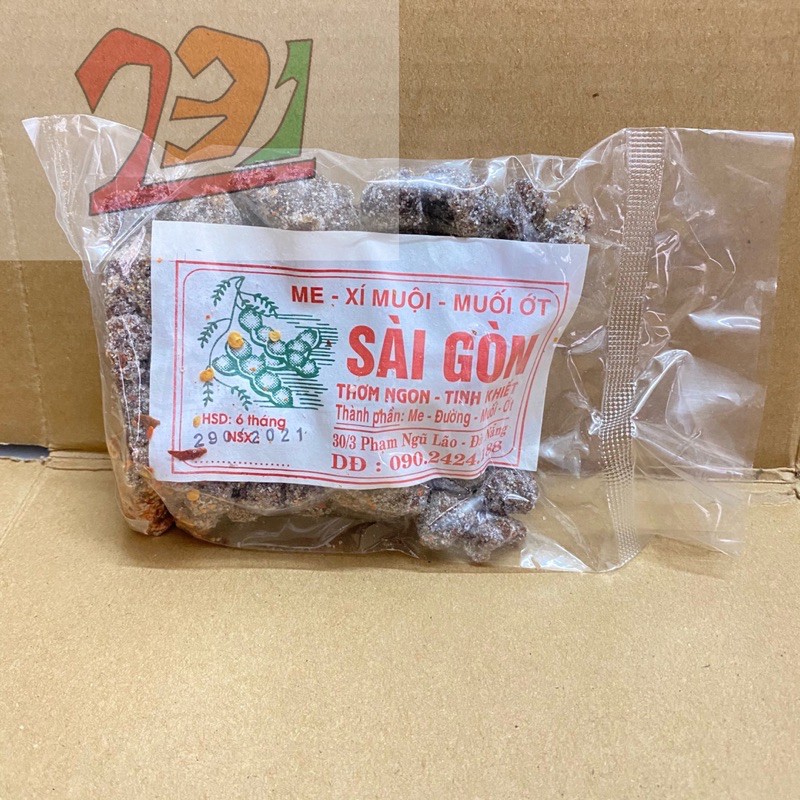 231
ME - XÍ MUỘI - MUỐI ỚT
SÀI GÒN
THƠM NGON - TINH KHIẾT
Thành phần: Me - Đường - Muối - Ớt
30/3 Phạm Ngũ Lão - Đà Nẵng
DĐ : 090.2424.
HSD: 6 tháng
NSX 2021